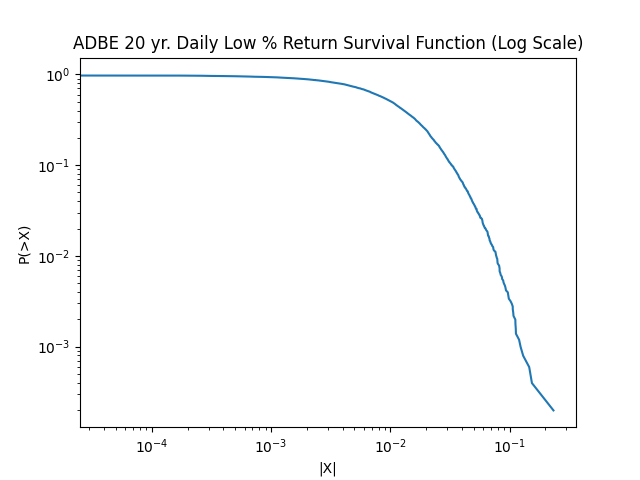 ADBE 20 yr. Daily Low % Return Survival Function (Log Scale)
10⁰
10⁻¹
10⁻²
10⁻³
P(>X)
10⁻⁴
10⁻³
10⁻²
10⁻¹
|X|